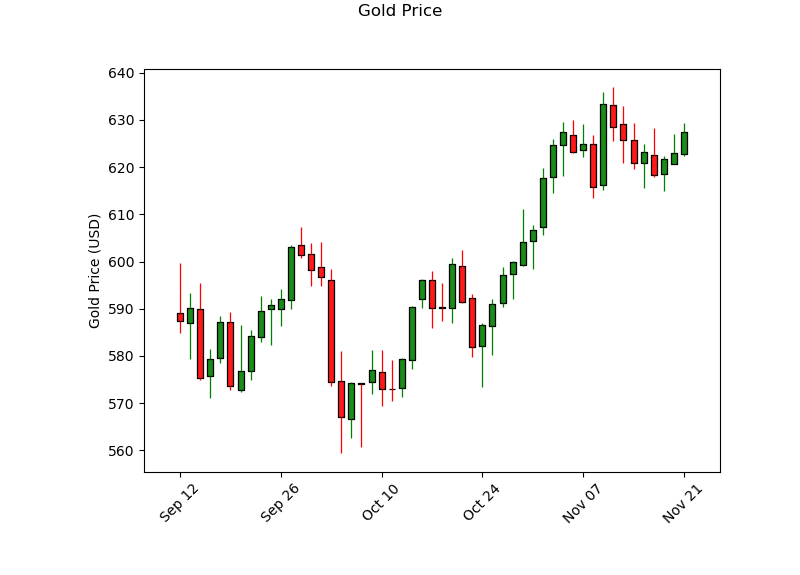 Gold Price
640
630
620
610
600
590
580
570
560
Gold Price (USD)
Sep 12
Sep 26
Oct 10
Oct 24
Nov 07
Nov 21